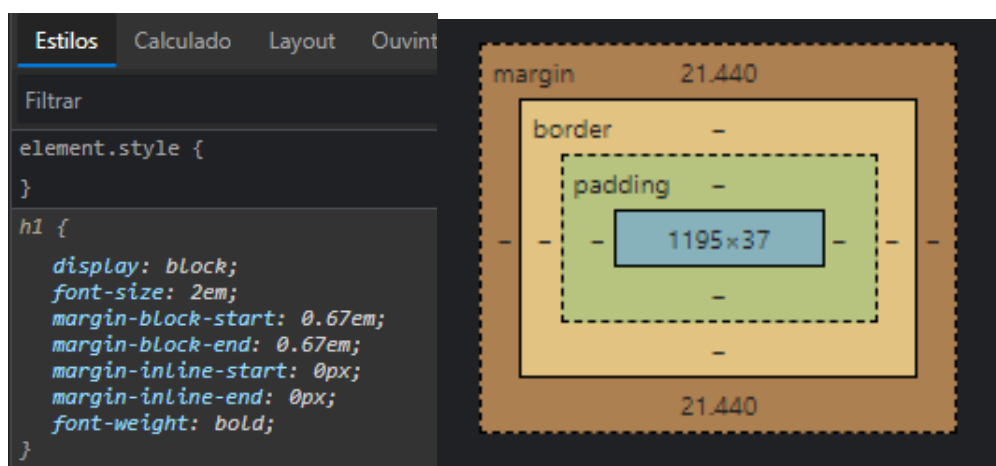 Estilos Calculado Layout Ouvint
Filtrar
element.style {
}
h1 {
display: block;
font-size: 2em;
margin-block-start: 0.67em;
margin-block-end: 0.67em;
margin-inline-start: 0px;
margin-inline-end: 0px;
font-weight: bold;
}
margin 21.440
border –
padding –
– – – 1195×37 – – –
–
–
21.440